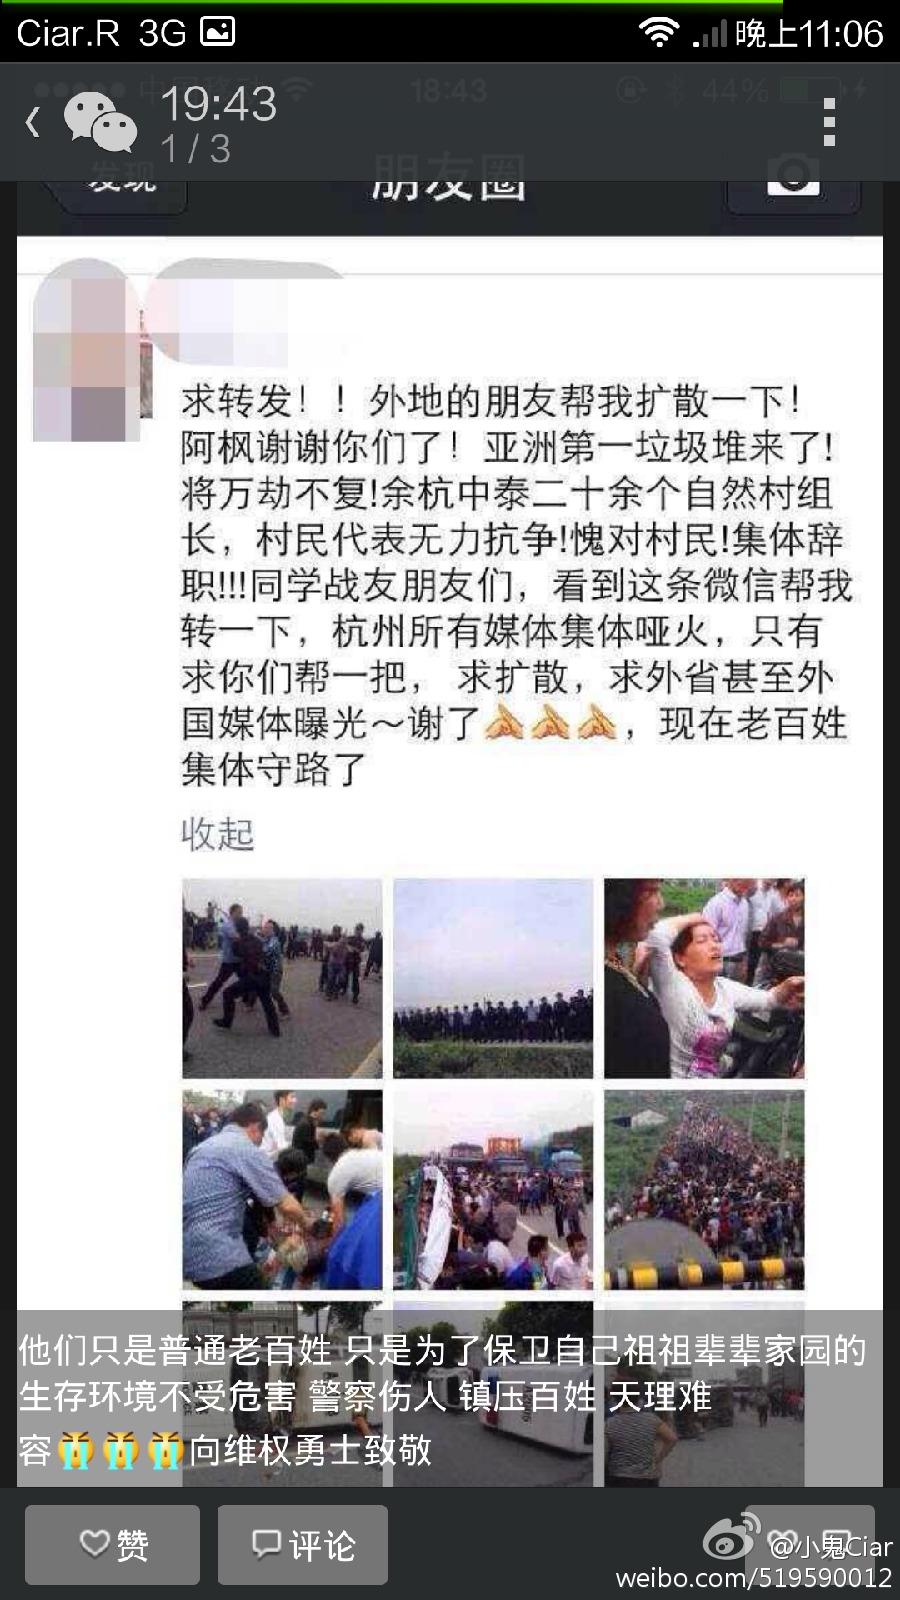 Ciar.R 3G 晚上11:06
中国移动 18:43 44%
19:43
1/3
发现 朋友圈
求转发！！外地的朋友帮我扩散一下！
阿枫谢谢你们了！亚洲第一垃圾堆来了!
将万劫不复!余杭中泰二十余个自然村组
长，村民代表无力抗争!愧对村民!集体辞
职!!!同学战友朋友们，看到这条微信帮我
转一下，杭州所有媒体集体哑火，只有
求你们帮一把，求扩散，求外省甚至外
国媒体曝光～谢了🙏🙏🙏，现在老百姓
集体守路了
收起
他们只是普通老百姓 只是为了保卫自己祖祖辈辈家园的
生存环境不受危害 警察伤人 镇压百姓 天理难
容😭😭😭向维权勇士致敬
赞 评论
@小鬼Ciar
weibo.com/519590012